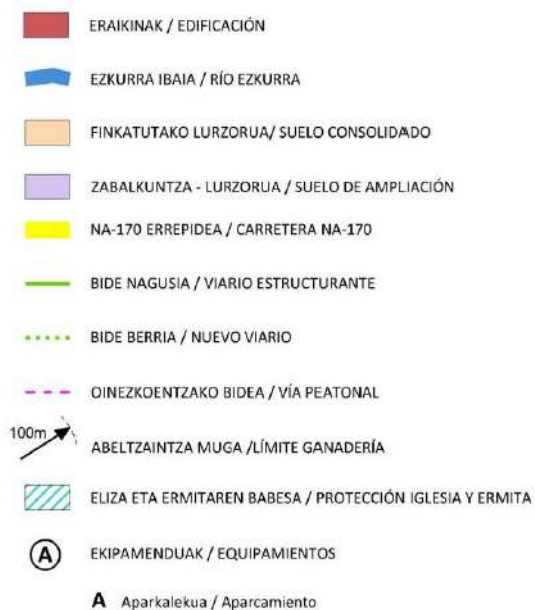 ERAIKINAK / EDIFICACIÓN
EZKURRA IBAIA / RÍO EZKURRA
FINKATUTAKO LURZORUA/ SUELO CONSOLIDADO
ZABALKUNTZA - LURZORUA / SUELO DE AMPLIACIÓN
NA-170 ERREPIDEA / CARRETERA NA-170
BIDE NAGUSIA / VIARIO ESTRUCTURANTE
BIDE BERRIA / NUEVO VIARIO
OINEZKOENTZAKO BIDEA / VÍA PEATONAL
100m ABELTZAINTZA MUGA /LÍMITE GANADERÍA
ELIZA ETA ERMITAREN BABESA / PROTECCIÓN IGLESIA Y ERMITA
A EKIPAMENDUAK / EQUIPAMIENTOS
A Aparkalekua / Aparcamiento